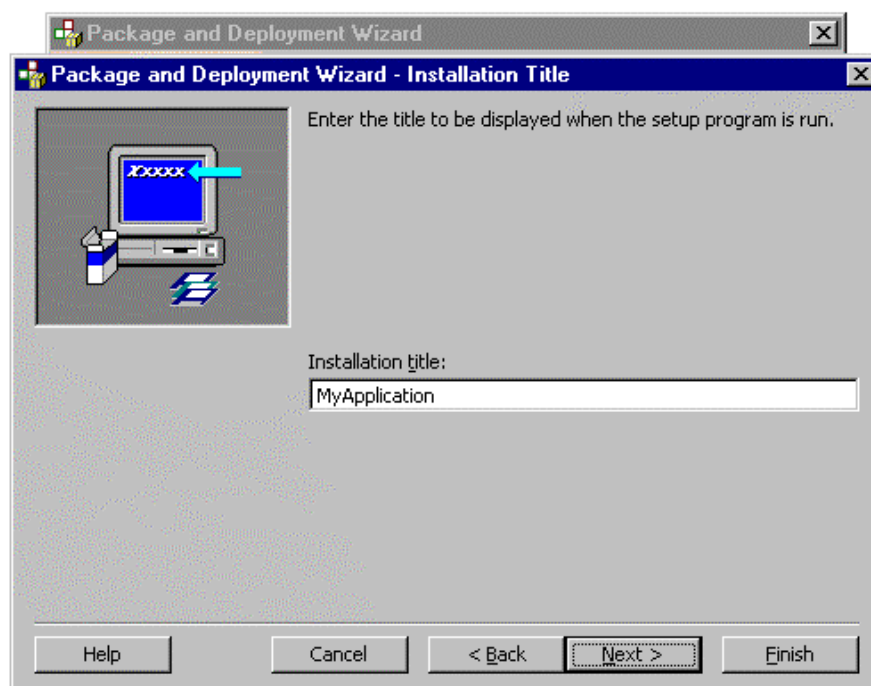 Package and Deployment Wizard
Package and Deployment Wizard - Installation Title
Enter the title to be displayed when the setup program is run.
Xxxxx
Installation title:
MyApplication
Help
Cancel
< Back
Next >
Finish